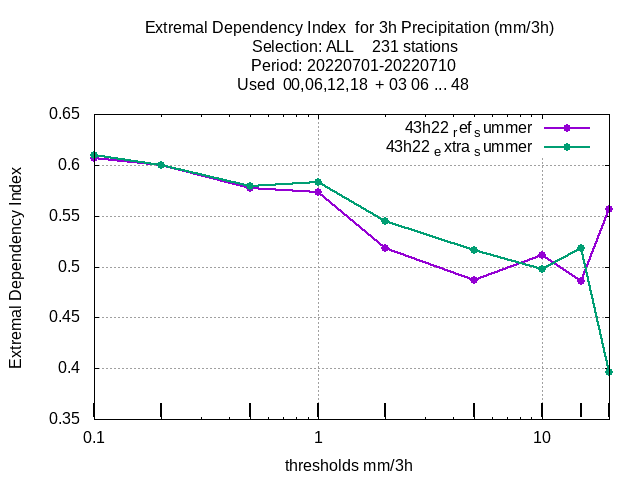 Extremal Dependency Index  for 3h Precipitation (mm/3h)
Selection: ALL    231 stations
Period: 20220701-20220710
Used  00,06,12,18  + 03 06 ... 48
43h22 ref summer
43h22 extra summer
0.65
0.6
0.55
0.5
0.45
0.4
0.35
Extremal Dependency Index
0.1
1
10
thresholds mm/3h